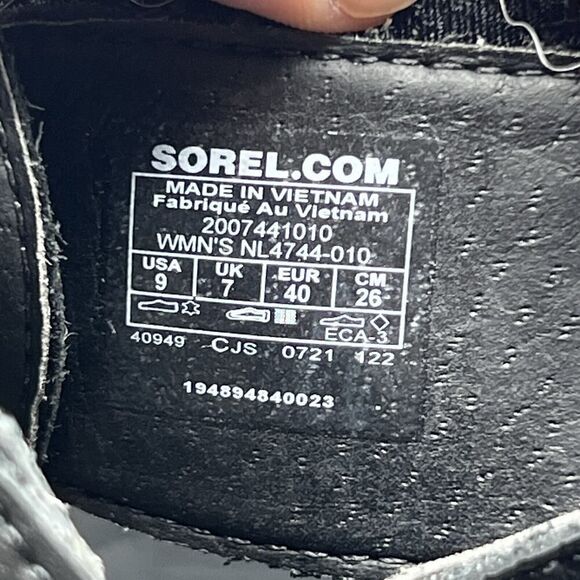 SOREL.COM
MADE IN VIETNAM
Fabriqué Au Vietnam
2007441010
WMN'S NL4744-010
USA UK EUR CM
9 7 40 26
ECA-3
40949 CJS 0721 122
194894840023